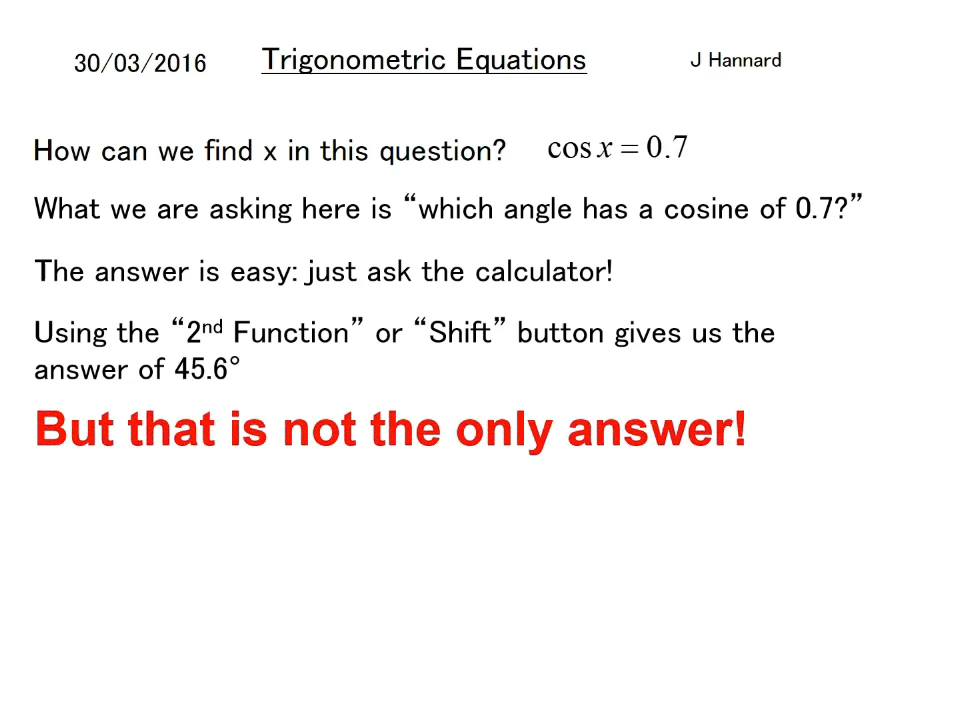 30/03/2016 Trigonometric Equations J Hannard
How can we find x in this question? cos x = 0.7
What we are asking here is “which angle has a cosine of 0.7?”
The answer is easy: just ask the calculator!
Using the “2nd Function” or “Shift” button gives us the
answer of 45.6°
But that is not the only answer!